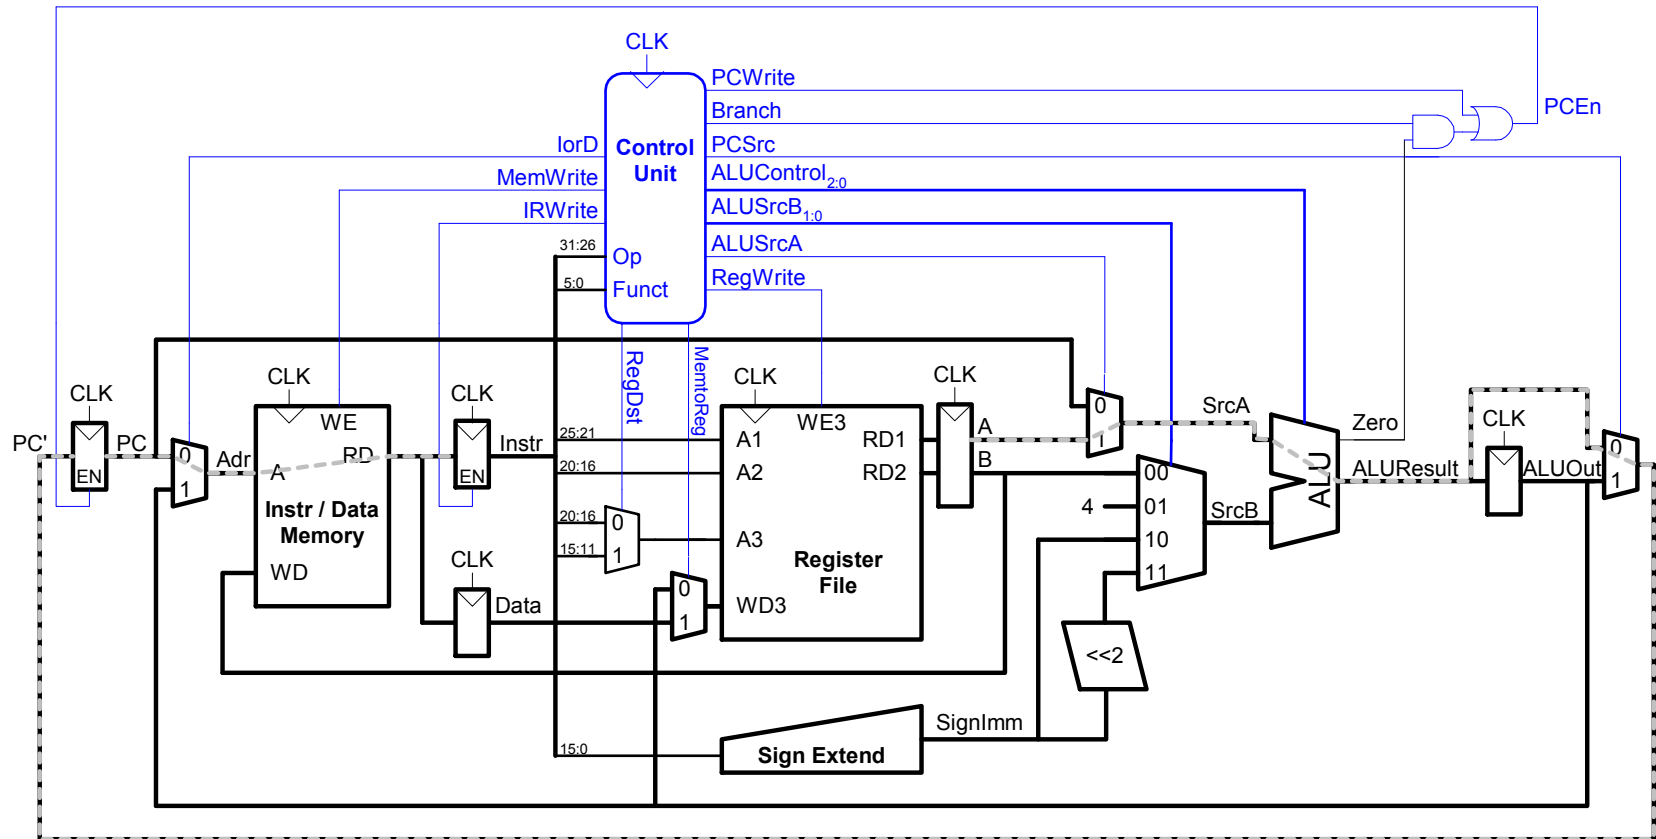 CLK
PCWrite
Branch
PCEn
IorD
Control
Unit
PCSrc
MemWrite
ALUControl2:0
IRWrite
ALUSrcB1:0
31:26
Op
ALUSrcA
5:0
Funct
RegWrite
RegDst
MemtoReg
CLK
CLK
CLK
CLK
CLK
CLK
PC'
EN
PC
0
1
Adr
WE
A
RD
Instr / Data
Memory
WD
EN
Instr
25:21
20:16
20:16
0
15:11
1
CLK
Data
0
1
A1
WE3
RD1
A2
RD2
A3
Register
File
WD3
A
B
0
1
SrcA
00
4
01
10
11
SrcB
ALU
Zero
ALUResult
ALUOut
0
1
<<2
SignImm
15:0
Sign Extend